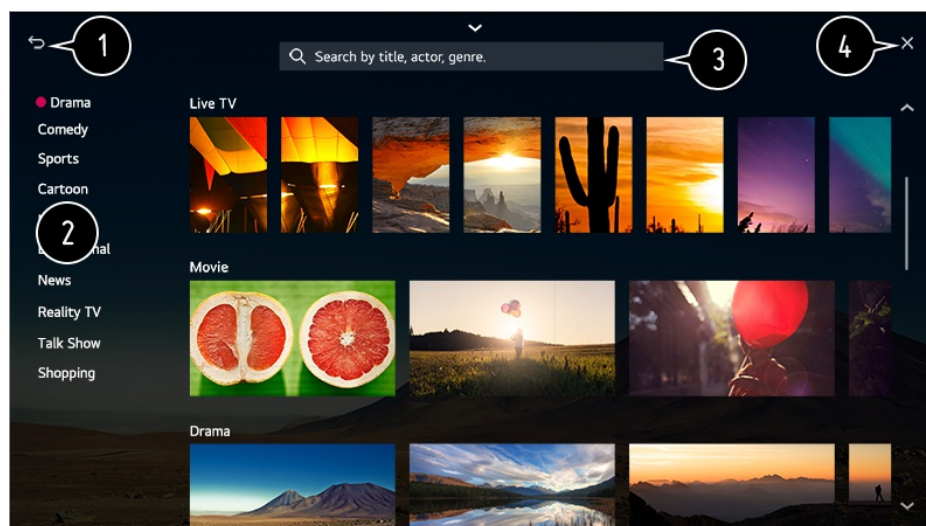 1
3
4
Search by title, actor, genre.
Drama
Comedy
Sports
Cartoon
2
News
Reality TV
Talk Show
Shopping
Live TV
Movie
Drama